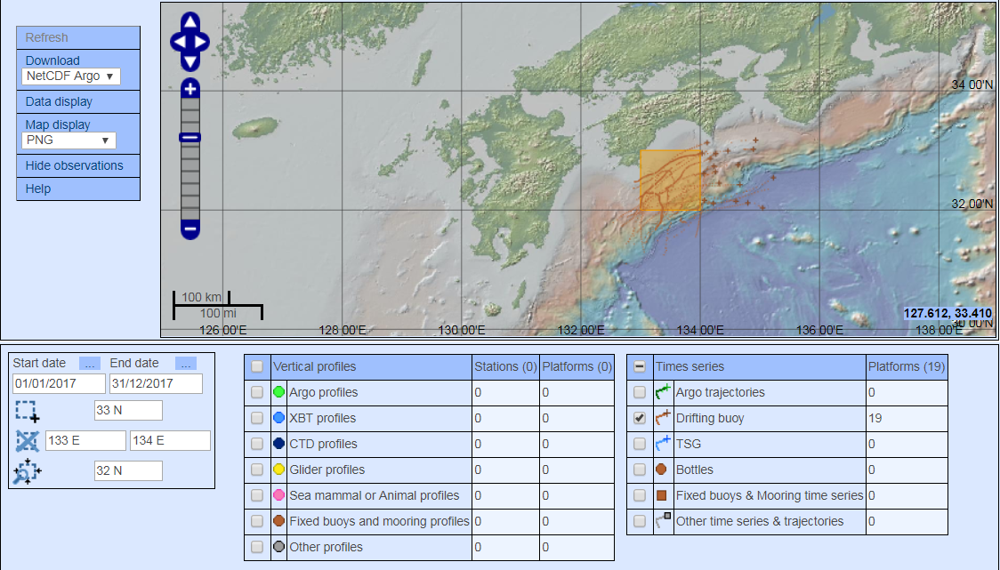 Refresh
Download
NetCDF Argo ▼
Data display
Map display
PNG ▼
Hide observations
Help
+
34 00'N
32 00'N
127.612, 33.410
30 00'N
100 km
100 mi
126 00'E 128 00'E 130 00'E 132 00'E 134 00'E 136 00'E 138 00'E
Start date ... End date ...
01/01/2017 31/12/2017
33 N
133 E 134 E
32 N
Vertical profiles Stations (0) Platforms (0)
Argo profiles 0 0
XBT profiles 0 0
CTD profiles 0 0
Glider profiles 0 0
Sea mammal or Animal profiles 0 0
Fixed buoys and mooring profiles 0 0
Other profiles 0 0
Times series Platforms (19)
Argo trajectories 0
Drifting buoy 19
TSG 0
Bottles 0
Fixed buoys & Mooring time series 0
Other time series & trajectories 0